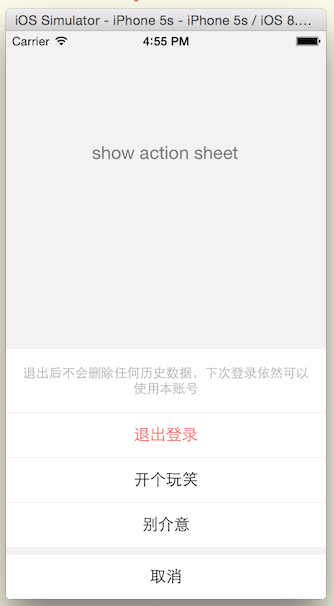 iOS Simulator - iPhone 5s - iPhone 5s / iOS 8....
Carrier 4:55 PM
show action sheet
退出后不会删除任何历史数据，下次登录依然可以
使用本账号
退出登录
开个玩笑
别介意
取消